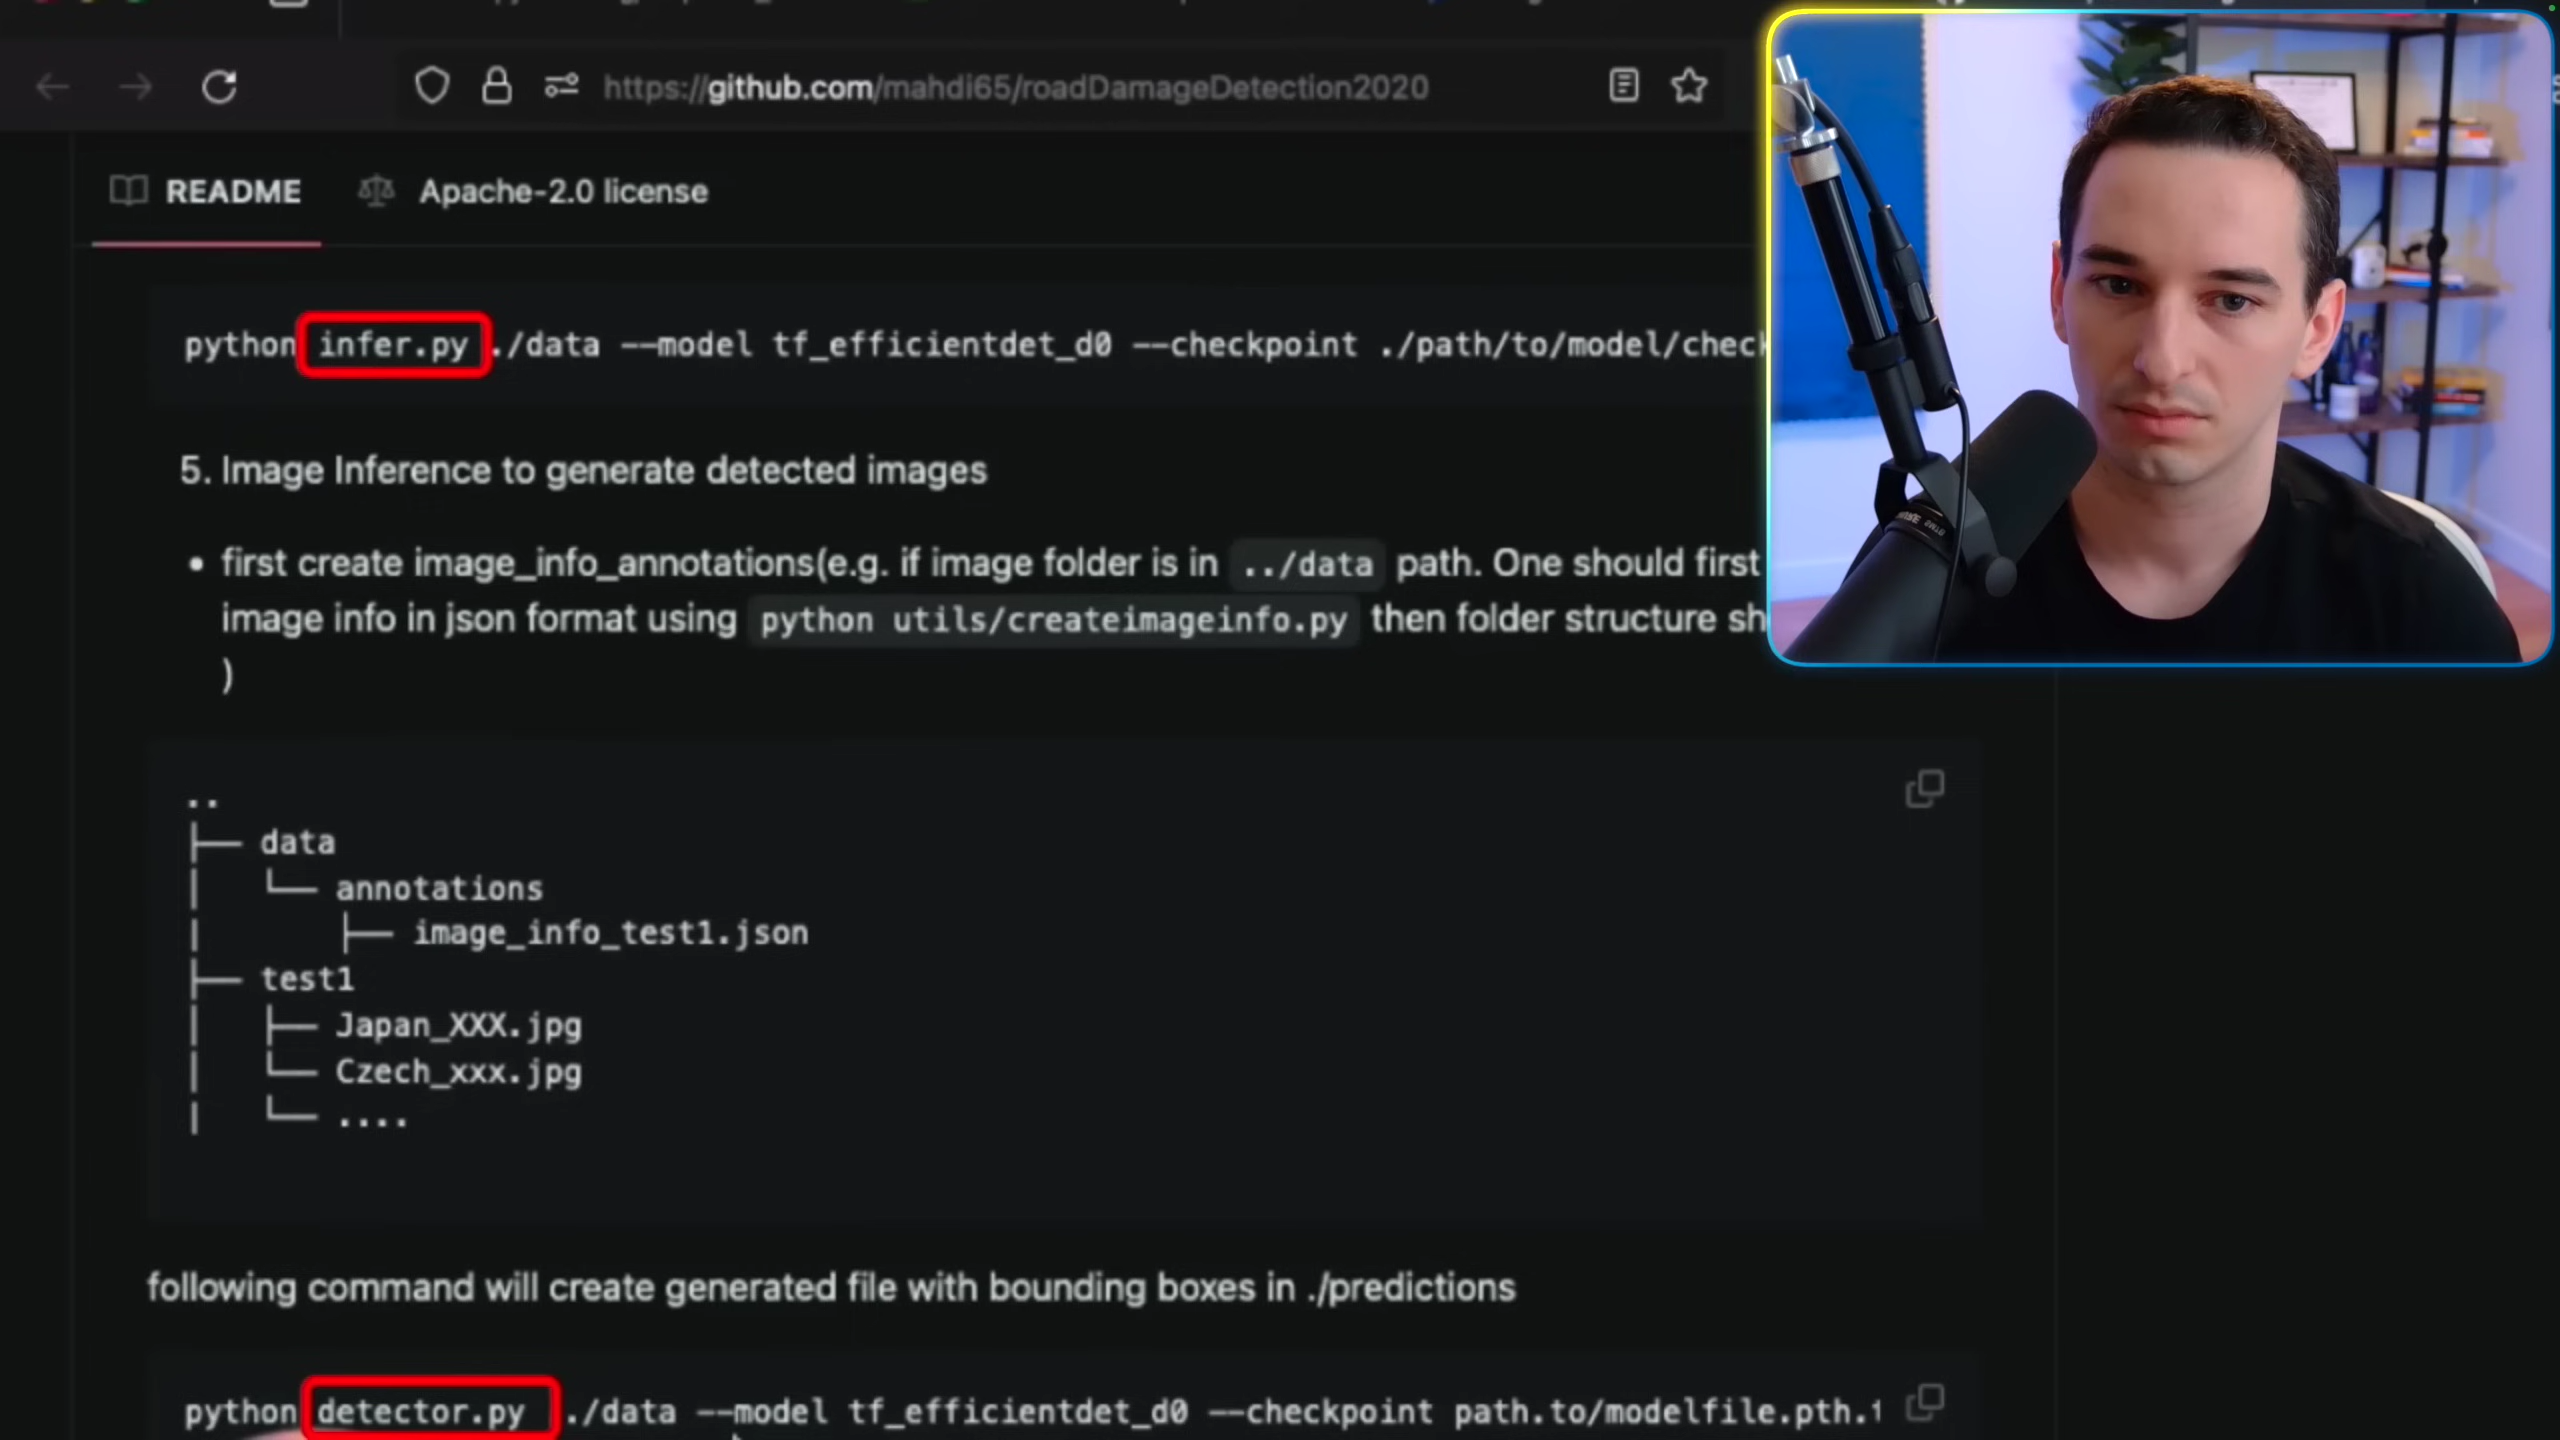 https://github.com/mahdi65/roadDamageDetection2020
README Apache-2.0 license
python infer.py ./data --model tf_efficientdet_d0 --checkpoint ./path/to/model/check
5. Image Inference to generate detected images
• first create image_info_annotations(e.g. if image folder is in ../data path. One should first
image info in json format using python utils/createimageinfo.py then folder structure sh
)
..
├── data
│   └── annotations
│       ├── image_info_test1.json
├── test1
│   ├── Japan_XXX.jpg
│   └── Czech_xxx.jpg
│   └── ....
following command will create generated file with bounding boxes in ./predictions
python detector.py ./data --model tf_efficientdet_d0 --checkpoint path.to/modelfile.pth.